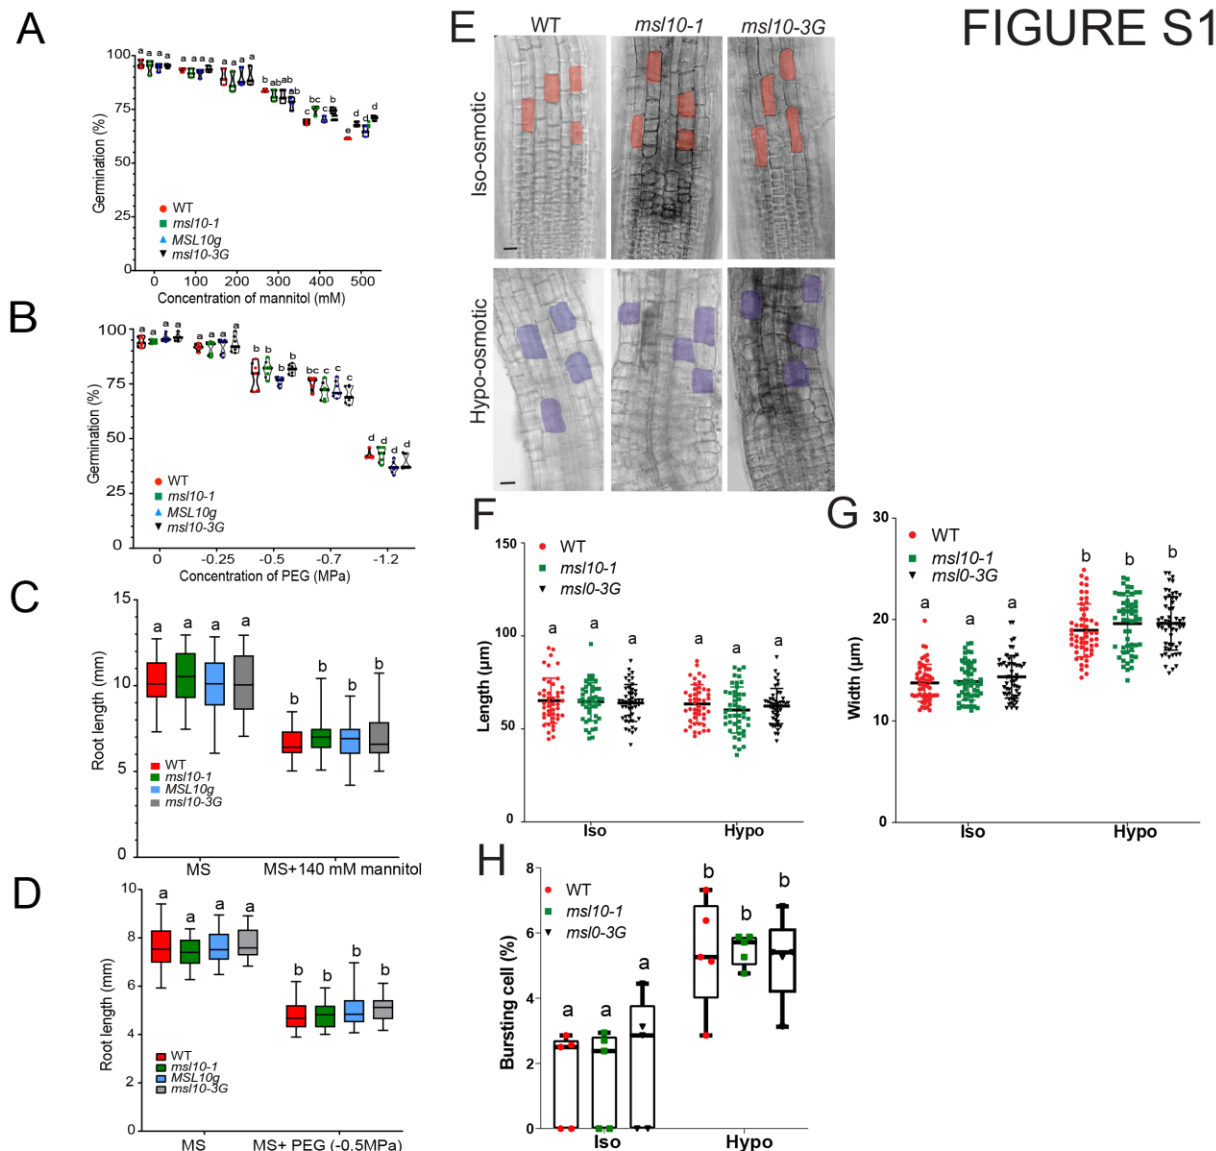 FIGURE S1
A
100
75
50
25
0
Germination (%)
a a a a a a a a a a a a b ab ab ab c bc c c e d d d
WT
msl10-1
MSL10g
msl10-3G
0 100 200 300 400 500
Concentration of mannitol (mM)
B
100
75
50
25
0
Germination (%)
a a a a a a a a b b b b bc c c c d d d d
WT
msl10-1
MSL10g
msl10-3G
0 -0.25 -0.5 -0.7 -1.2
Concentration of PEG (MPa)
C
15
10
5
0
Root length (mm)
a a a a b b b b
WT
msl10-1
MSL10g
msl10-3G
MS MS+140 mM mannitol
D
10
8
6
4
2
0
Root length (mm)
a a a a b b b b
WT
msl10-1
MSL10g
msl10-3G
MS MS+ PEG (-0.5MPa)
E
WT msl10-1 msl10-3G
Iso-osmotic
Hypo-osmotic
F
150
100
50
0
Length (µm)
WT
msl10-1
msl0-3G
a a a a a a
Iso Hypo
G
30
20
10
0
Width (µm)
WT
msl10-1
msl0-3G
a a a b b b
Iso Hypo
H
8
6
4
2
0
Bursting cell (%)
WT
msl10-1
msl0-3G
a a a b b b
Iso Hypo